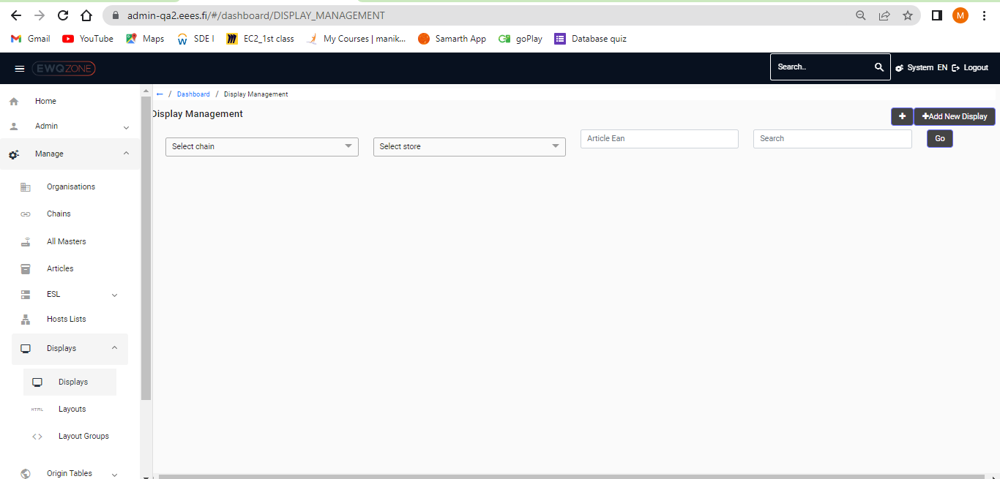 admin-qa2.eees.fi/#/dashboard/DISPLAY_MANAGEMENT
M
Gmail YouTube Maps SDE I EC2_1st class My Courses | manik... Samarth App goPlay Database quiz
EWQZONE Search.. System EN Logout
← / Dashboard / Display Management
Display Management
+ +Add New Display
Select chain Select store Article Ean Search Go
Home
Admin
Manage
Organisations
Chains
All Masters
Articles
ESL
Hosts Lists
Displays
Displays
HTML Layouts
<> Layout Groups
Origin Tables